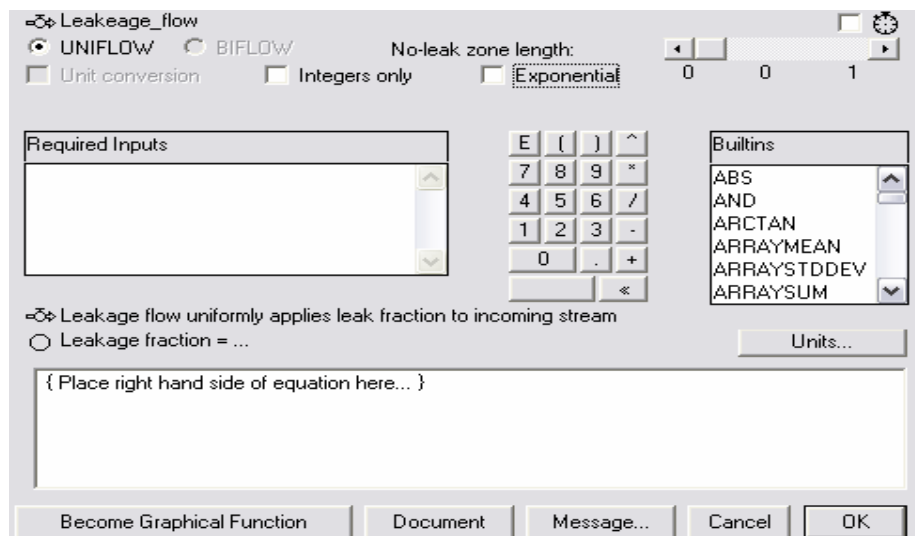 Leakeage_flow
UNIFLOW BIFLOW No-leak zone length:
0 0 1
Unit conversion Integers only Exponential
Required Inputs
E ( ) ^
7 8 9 *
4 5 6 /
1 2 3 -
0 . +
«
Builtins
ABS
AND
ARCTAN
ARRAYMEAN
ARRAYSTDDEV
ARRAYSUM
Leakage flow uniformly applies leak fraction to incoming stream
Leakage fraction = ...
Units...
{ Place right hand side of equation here... }
Become Graphical Function Document Message... Cancel OK